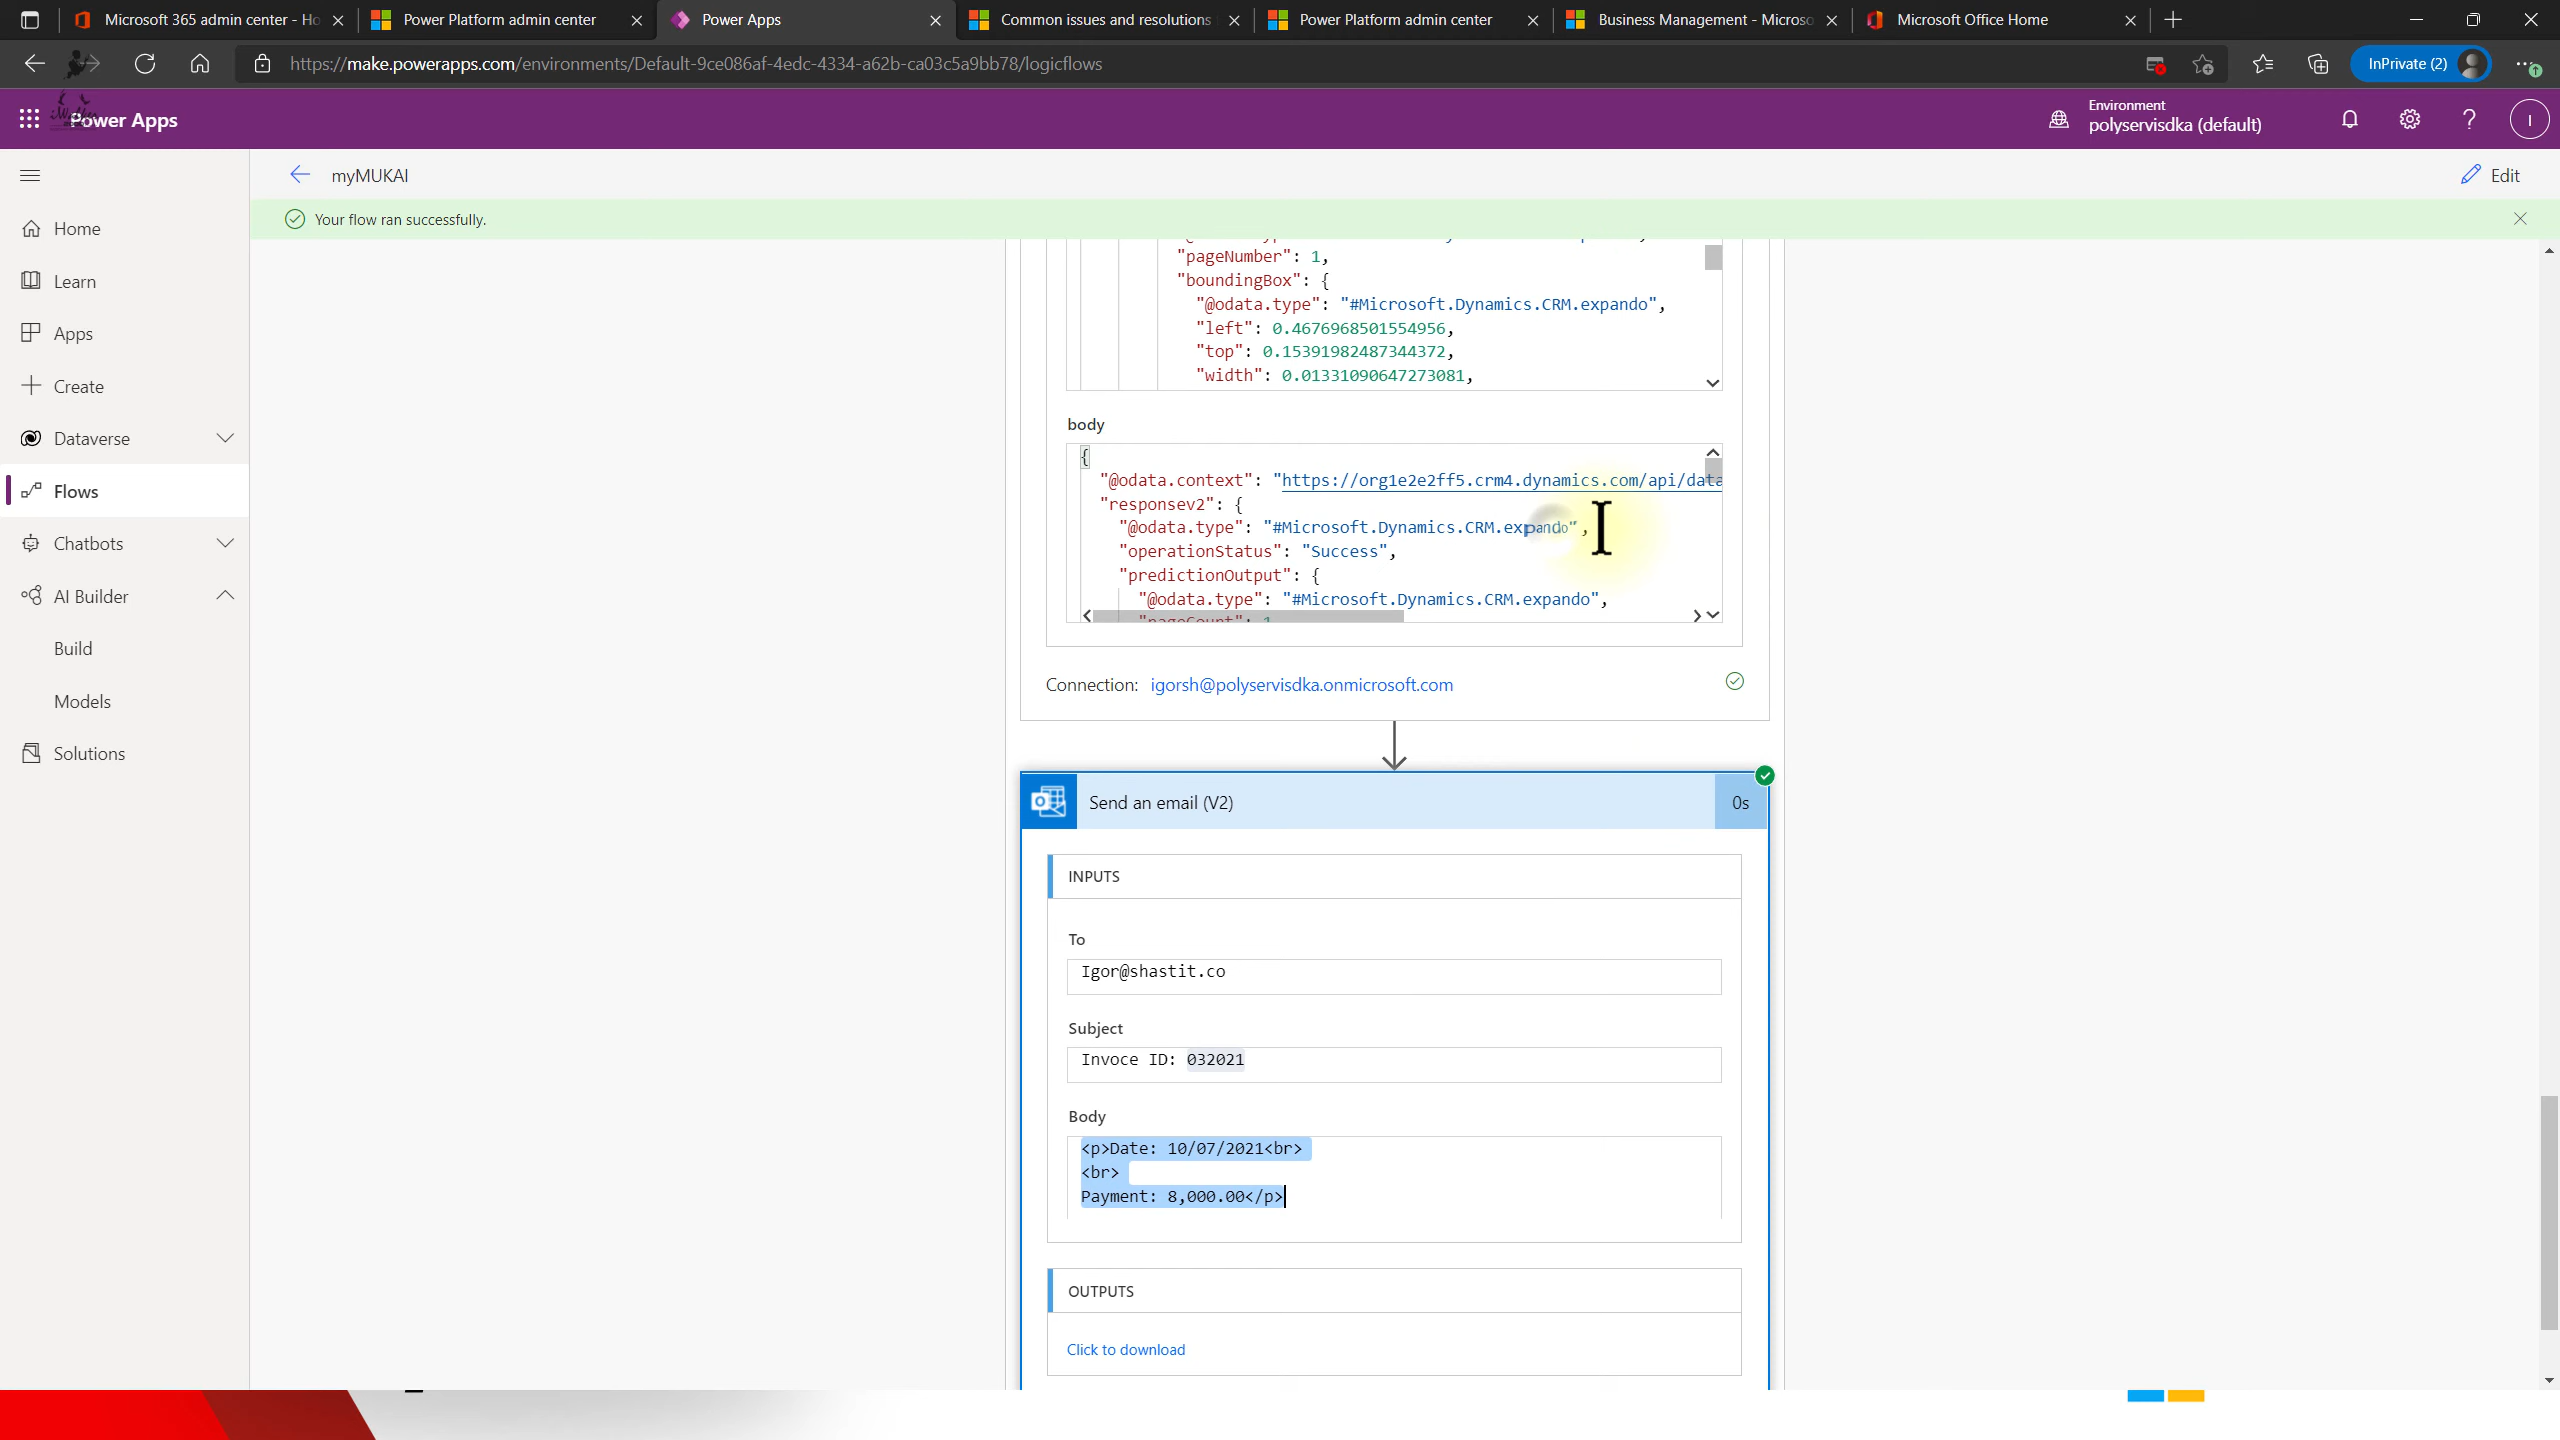 Microsoft 365 admin center - Ho
Power Platform admin center
Power Apps
Common issues and resolutions
Power Platform admin center
Business Management - Microso
Microsoft Office Home
https://make.powerapps.com/environments/Default-9ce086af-4edc-4334-a62b-ca03c5a9bb78/logicflows
InPrivate (2)
Power Apps
Environment
polyservisdka (default)
I
myMUKAI
Edit
Your flow ran successfully.
Home
Learn
Apps
Create
Dataverse
Flows
Chatbots
AI Builder
Build
Models
Solutions
"pageNumber": 1,
"boundingBox": {
"@odata.type": "#Microsoft.Dynamics.CRM.expando",
"left": 0.4676968501554956,
"top": 0.15391982487344372,
"width": 0.01331090647273081,
body
{
"@odata.context": "https://org1e2e2ff5.crm4.dynamics.com/api/data
"responsev2": {
"@odata.type": "#Microsoft.Dynamics.CRM.expando",
"operationStatus": "Success",
"predictionOutput": {
"@odata.type": "#Microsoft.Dynamics.CRM.expando",
"pageCount": 1
Connection: igorsh@polyservisdka.onmicrosoft.com
Send an email (V2)
0s
INPUTS
To
Igor@shastit.co
Subject
Invoce ID: 032021
Body
<p>Date: 10/07/2021<br>
<br>
Payment: 8,000.00</p>
OUTPUTS
Click to download